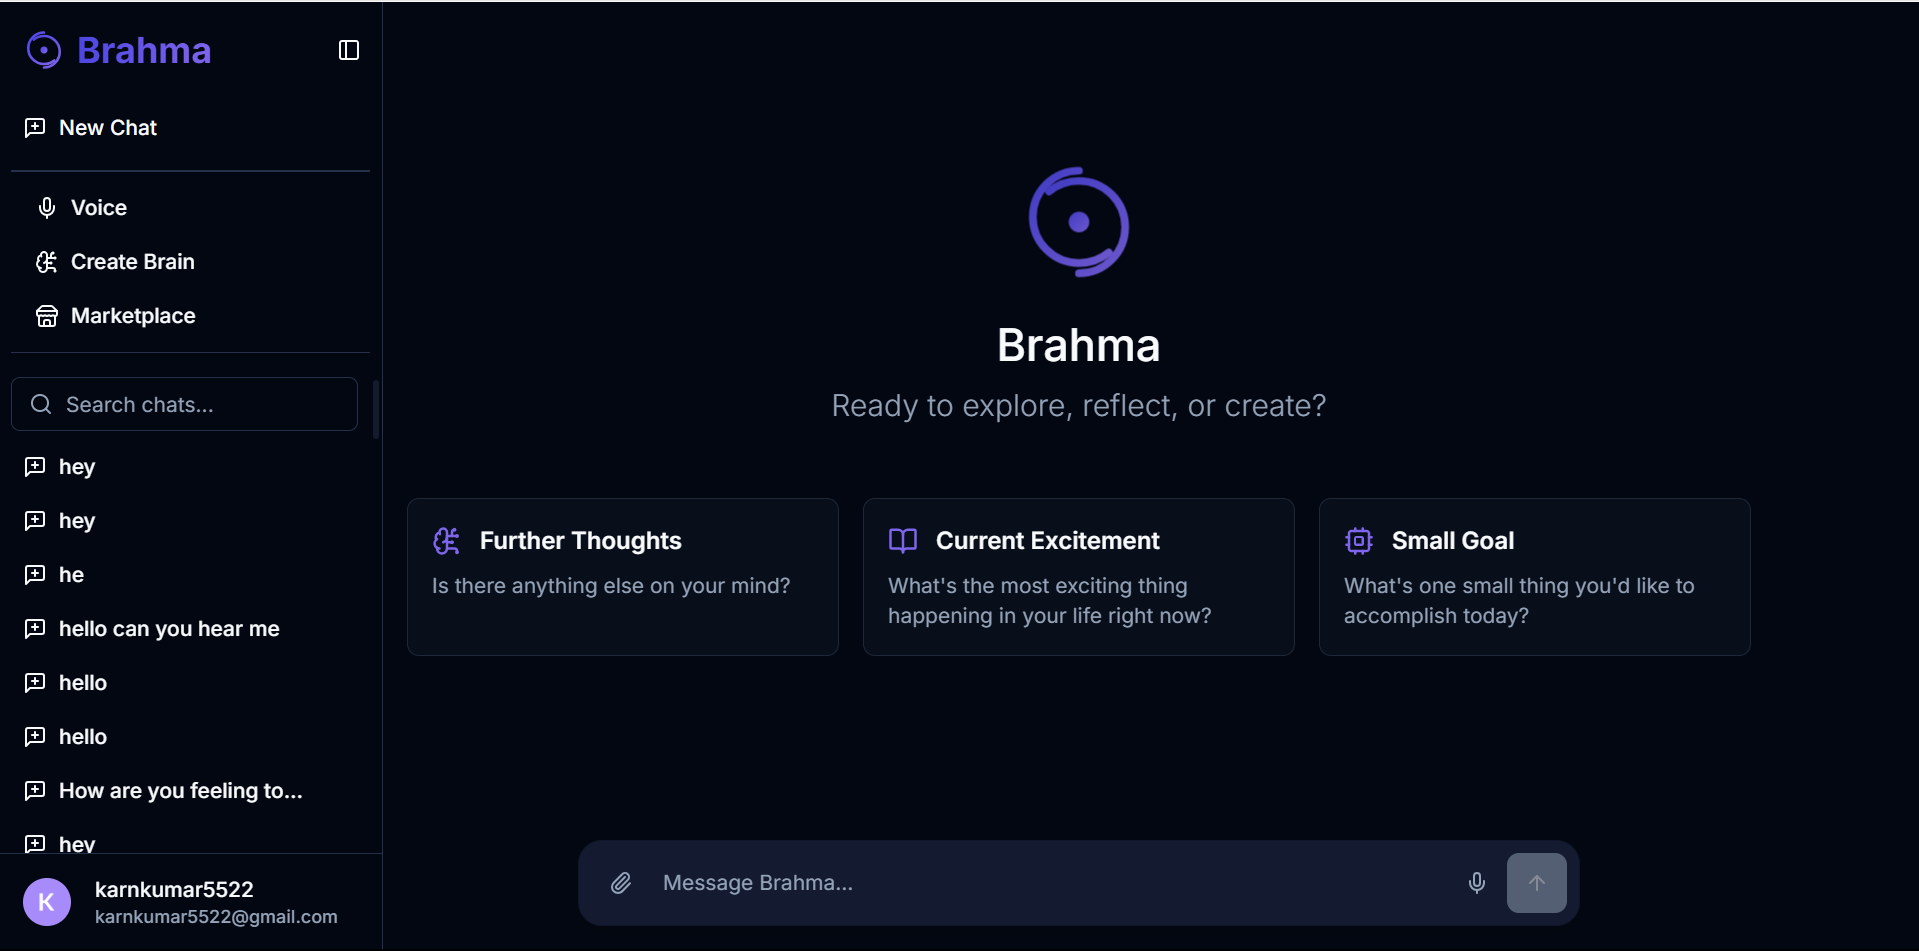 Brahma
New Chat
Voice
Create Brain
Marketplace
Search chats...
hey
hey
he
hello can you hear me
hello
hello
How are you feeling to...
hey
K
karnkumar5522
karnkumar5522@gmail.com
Brahma
Ready to explore, reflect, or create?
Further Thoughts
Is there anything else on your mind?
Current Excitement
What's the most exciting thing
happening in your life right now?
Small Goal
What's one small thing you'd like to
accomplish today?
Message Brahma...